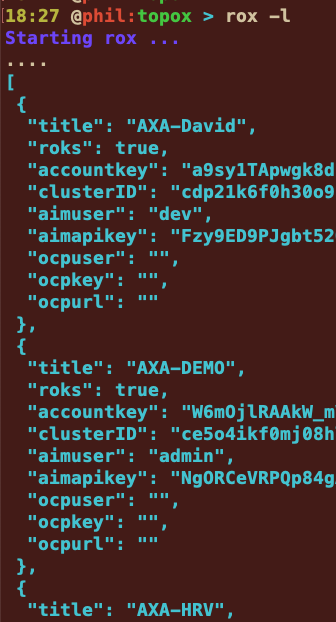 18:27 @phil:topox > rox -l
Starting rox ...
....
[
{
"title": "AXA-David",
"roks": true,
"accountkey": "a9sy1TApwgk8d
"clusterID": "cdp21k6f0h30o9
"aimuser": "dev",
"aimapikey": "Fzy9ED9PJgbt52
"ocpuser": "",
"ocpkey": "",
"ocpurl": ""
},
{
"title": "AXA-DEMO",
"roks": true,
"accountkey": "W6mOjlRAAkW_m
"clusterID": "ce5o4ikf0mj08h
"aimuser": "admin",
"aimapikey": "NgORCeVRPQp84g
"ocpuser": "",
"ocpkey": "",
"ocpurl": ""
},
{
"title": "AXA-HRV",